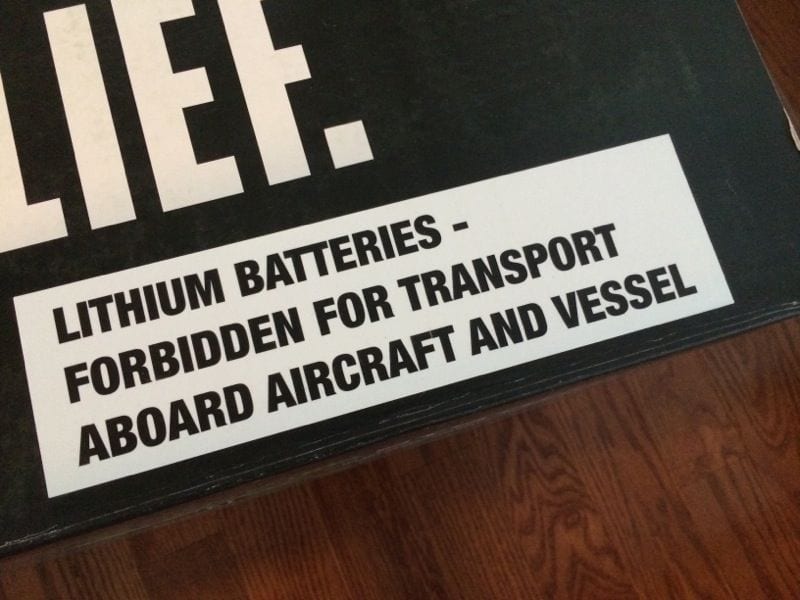 LIEF.
LITHIUM BATTERIES -
FORBIDDEN FOR TRANSPORT
ABOARD AIRCRAFT AND VESSEL